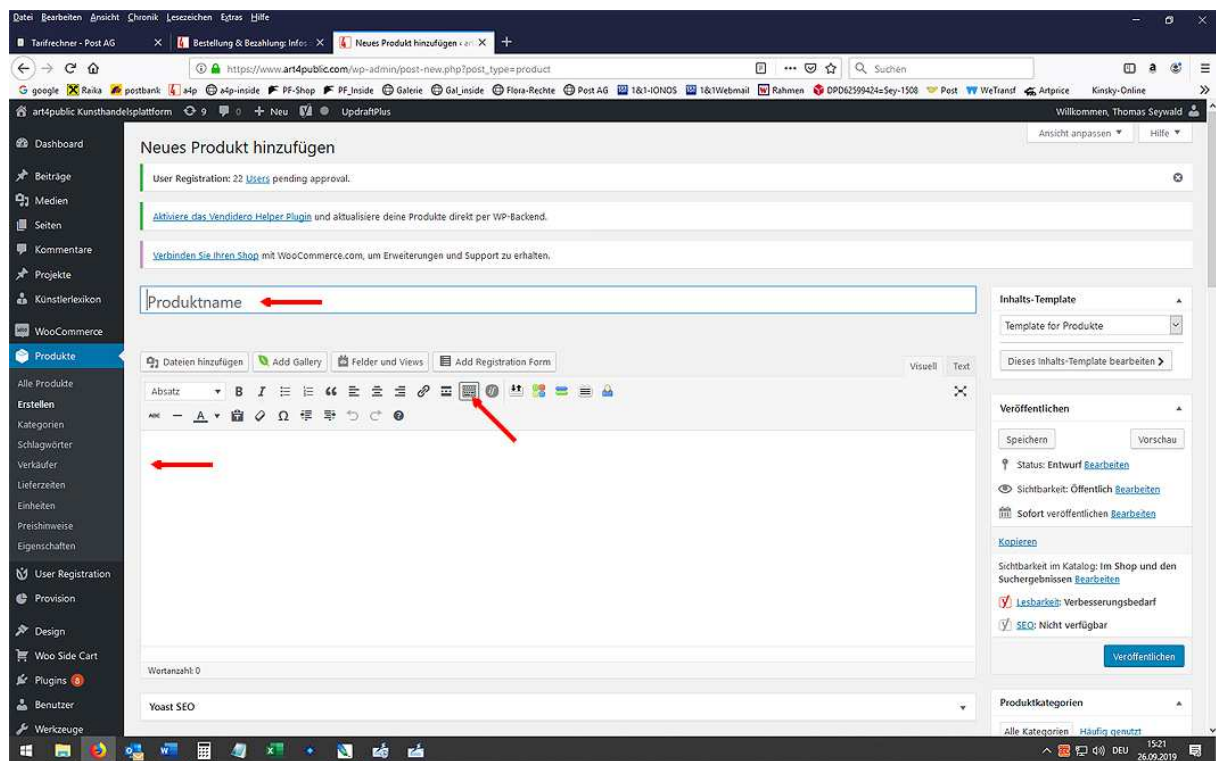 Datei Bearbeiten Ansicht Chronik Lesezeichen Extras Hilfe
Tarifrechner - Post AG
Bestellung & Bezahlung: Infos
Neues Produkt hinzufügen ‹ art
https://www.art4public.com/wp-admin/post-new.php?post_type=product
Suchen
google Raika postbank a4p a4p-inside PF-Shop PF_Inside Galerie Gal_inside Flora-Rechte Post AG 1&1-IONOS 1&1Webmail Rahmen DPD62599424=Sey-1508 Post WeTransf Artprice Kinsky-Online
art4public Kunsthandelsplattform 9 0 + Neu UpdraftPlus Willkommen, Thomas Seywald
Ansicht anpassen Hilfe
Dashboard
Beiträge
Medien
Seiten
Kommentare
Projekte
Künstlerlexikon
WooCommerce
Produkte
Alle Produkte
Erstellen
Kategorien
Schlagwörter
Verkäufer
Lieferzeiten
Einheiten
Preishinweise
Eigenschaften
User Registration
Provision
Design
Woo Side Cart
Plugins 8
Benutzer
Werkzeuge
Neues Produkt hinzufügen
User Registration: 22 Users pending approval.
Aktiviere das Vendidero Helper Plugin und aktualisiere deine Produkte direkt per WP-Backend.
Verbinden Sie Ihren Shop mit WooCommerce.com, um Erweiterungen und Support zu erhalten.
Produktname
Dateien hinzufügen Add Gallery Felder und Views Add Registration Form
Visuell Text
Absatz
Wortanzahl: 0
Yoast SEO
Inhalts-Template
Template for Produkte
Dieses Inhalts-Template bearbeiten
Veröffentlichen
Speichern Vorschau
Status: Entwurf Bearbeiten
Sichtbarkeit: Öffentlich Bearbeiten
Sofort veröffentlichen Bearbeiten
Kopieren
Sichtbarkeit im Katalog: Im Shop und den
Suchergebnissen Bearbeiten
Lesbarkeit: Verbesserungsbedarf
SEO: Nicht verfügbar
Veröffentlichen
Produktkategorien
Alle Kategorien Häufig genutzt
DEU
15:21
26.09.2019